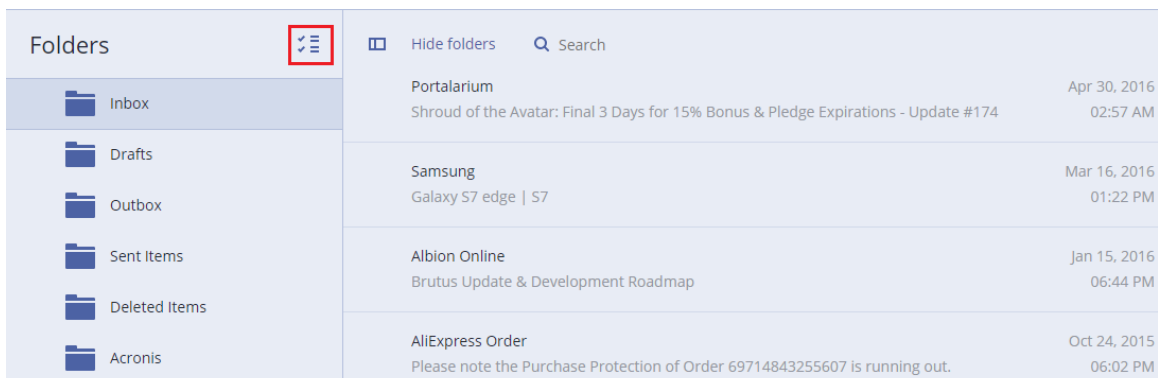 Folders
Inbox
Drafts
Outbox
Sent Items
Deleted Items
Acronis
Hide folders
Search
Portalarium
Apr 30, 2016
Shroud of the Avatar: Final 3 Days for 15% Bonus & Pledge Expirations - Update #174
02:57 AM
Samsung
Mar 16, 2016
Galaxy S7 edge | S7
01:22 PM
Albion Online
Jan 15, 2016
Brutus Update & Development Roadmap
06:44 PM
AliExpress Order
Oct 24, 2015
Please note the Purchase Protection of Order 69714843255607 is running out.
06:02 PM